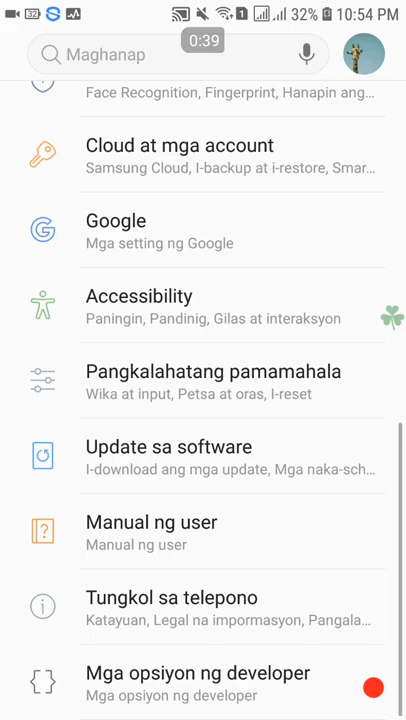 32
1
32%
10:54 PM
Maghanap
0:39
Face Recognition, Fingerprint, Hanapin ang...
Cloud at mga account
Samsung Cloud, I-backup at i-restore, Smar...
Google
Mga setting ng Google
Accessibility
Paningin, Pandinig, Gilas at interaksyon
Pangkalahatang pamamahala
Wika at input, Petsa at oras, I-reset
Update sa software
I-download ang mga update, Mga naka-sch...
Manual ng user
Manual ng user
Tungkol sa telepono
Katayuan, Legal na impormasyon, Pangala...
Mga opsiyon ng developer
Mga opsiyon ng developer